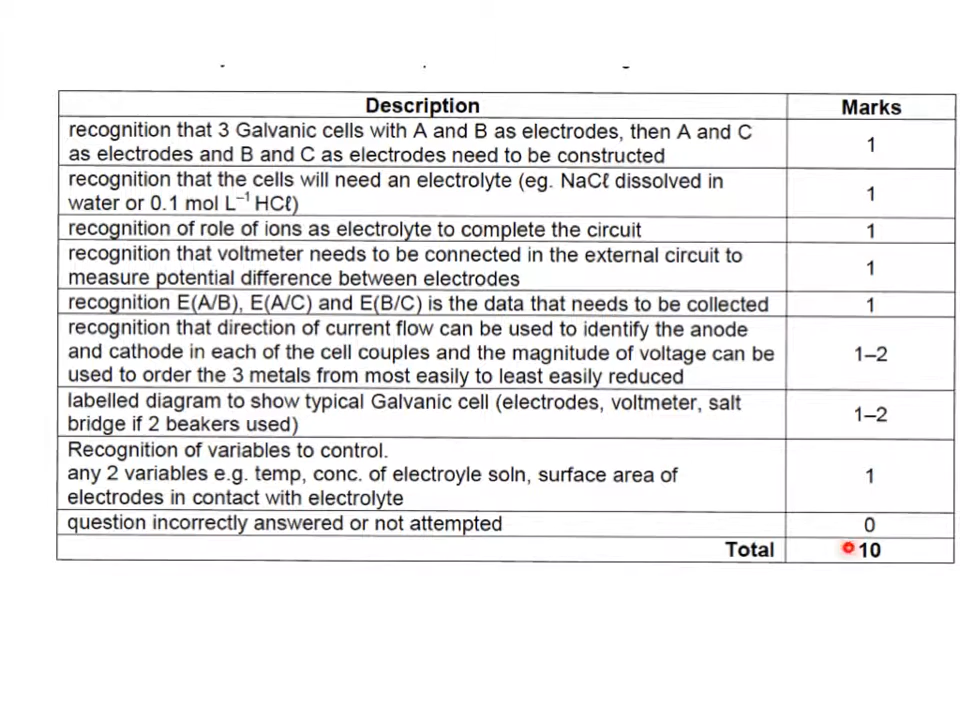 Description Marks
recognition that 3 Galvanic cells with A and B as electrodes, then A and C
as electrodes and B and C as electrodes need to be constructed
1
recognition that the cells will need an electrolyte (eg. NaCℓ dissolved in
water or 0.1 mol L⁻¹ HCℓ)
1
recognition of role of ions as electrolyte to complete the circuit 1
recognition that voltmeter needs to be connected in the external circuit to
measure potential difference between electrodes
1
recognition E(A/B), E(A/C) and E(B/C) is the data that needs to be collected 1
recognition that direction of current flow can be used to identify the anode
and cathode in each of the cell couples and the magnitude of voltage can be
used to order the 3 metals from most easily to least easily reduced
1–2
labelled diagram to show typical Galvanic cell (electrodes, voltmeter, salt
bridge if 2 beakers used)
1–2
Recognition of variables to control.
any 2 variables e.g. temp, conc. of electroyle soln, surface area of
electrodes in contact with electrolyte
1
question incorrectly answered or not attempted 0
Total 10